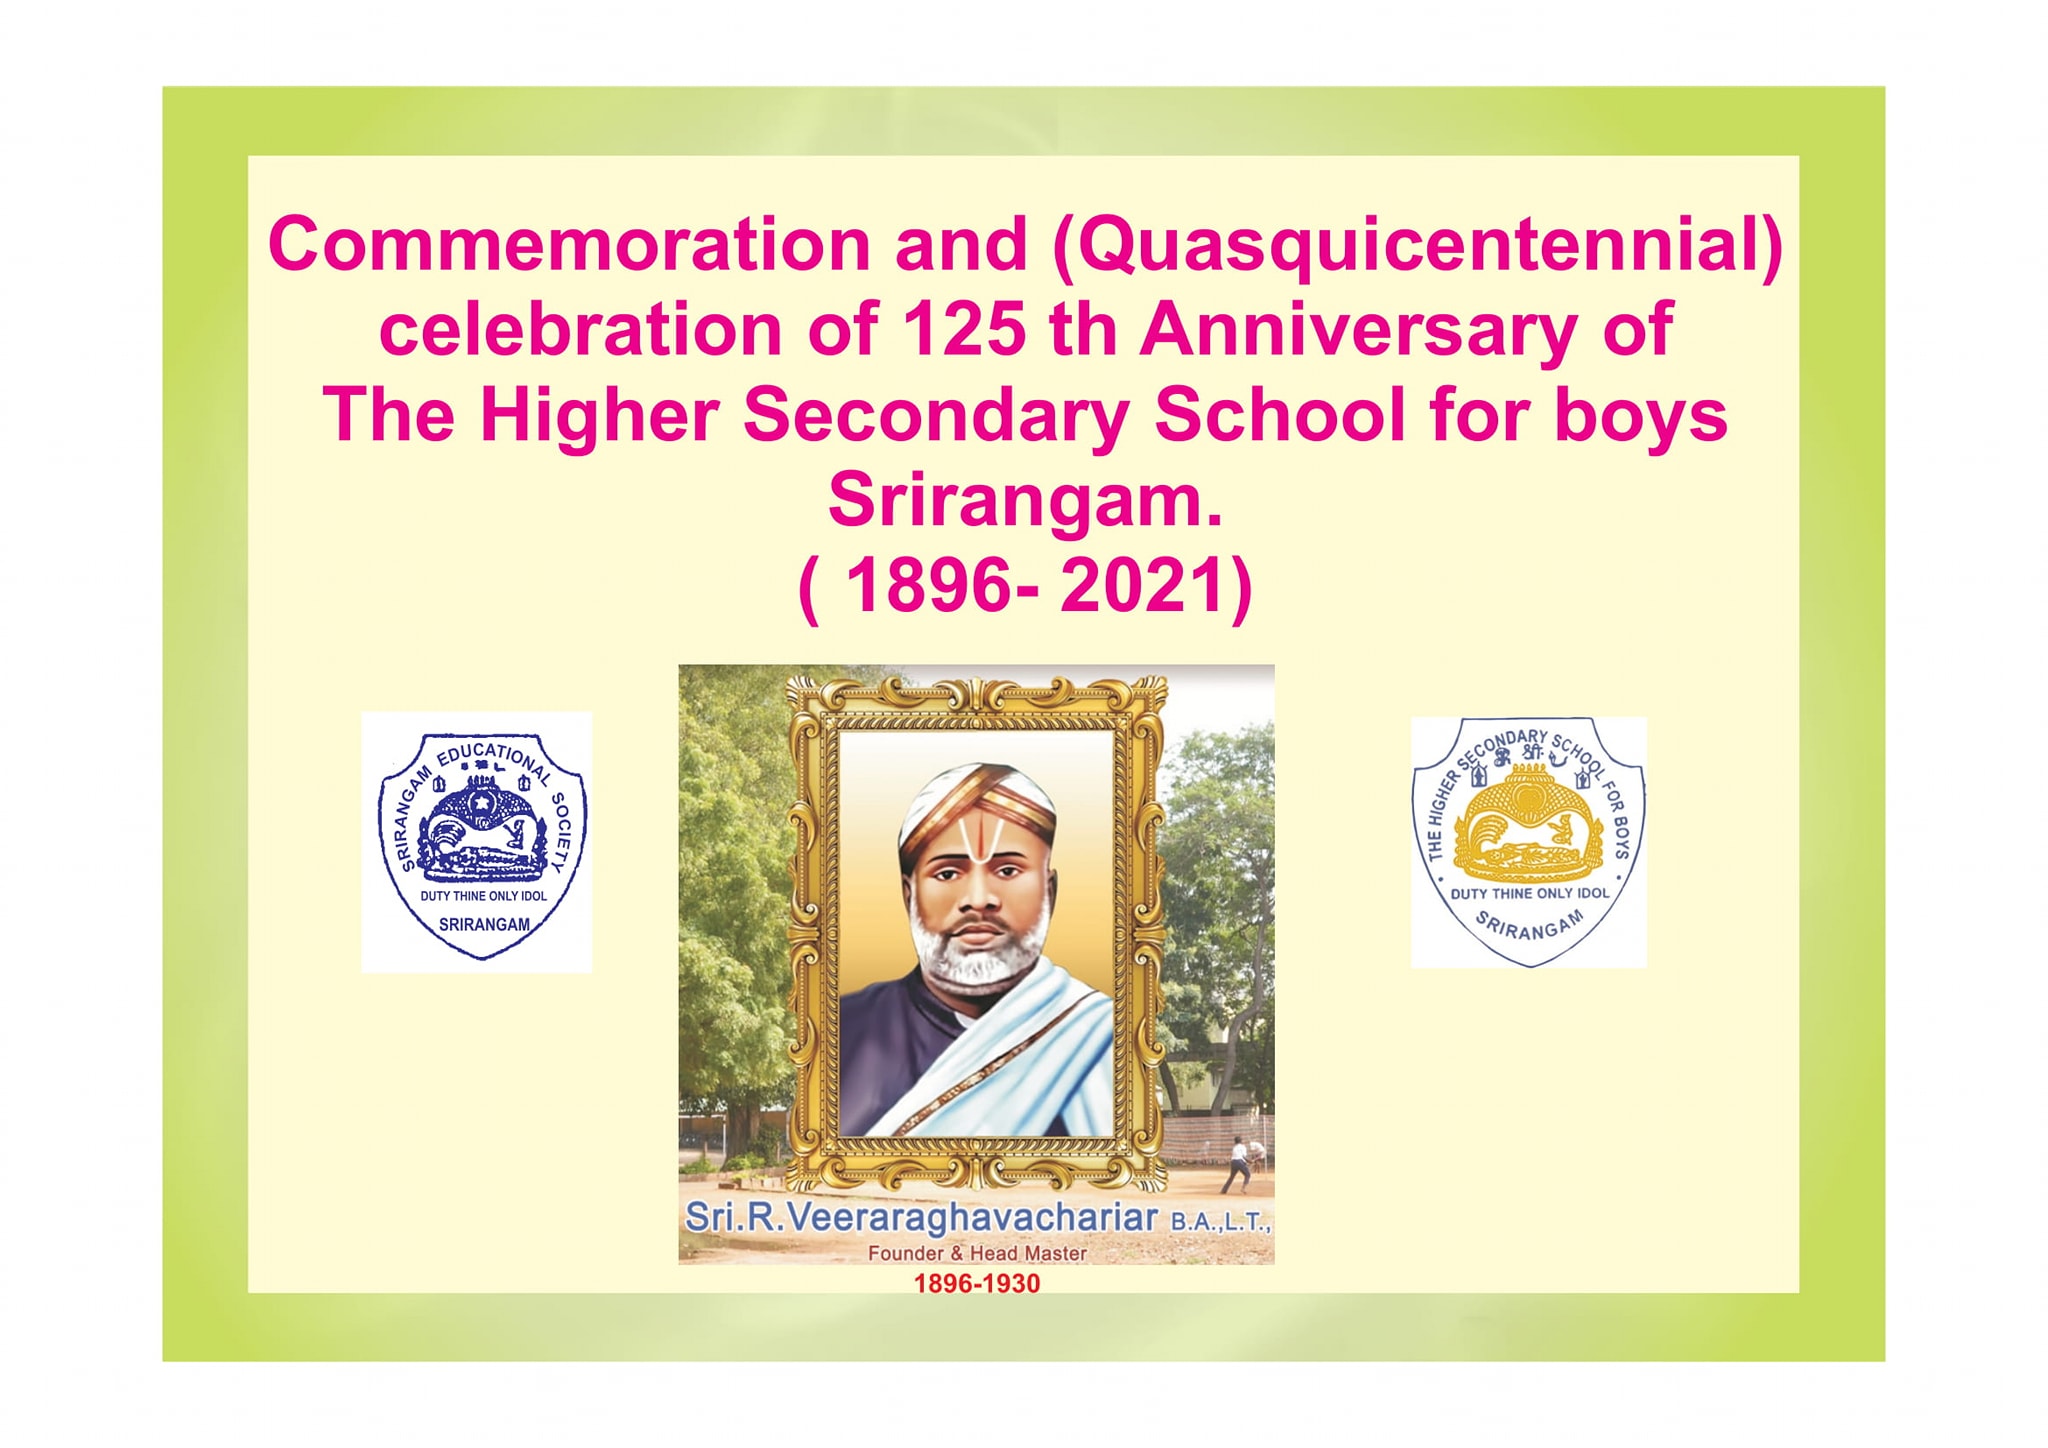 Commemoration and (Quasquicentennial)
celebration of 125 th Anniversary of
The Higher Secondary School for boys
Srirangam.
( 1896- 2021)
SRIRANGAM EDUCATIONAL SOCIETY
DUTY THINE ONLY IDOL
SRIRANGAM
THE HIGHER SECONDARY SCHOOL FOR BOYS
श्री:
DUTY THINE ONLY IDOL
SRIRANGAM
Sri.R.Veeraraghavachariar B.A.,L.T.,
Founder & Head Master
1896-1930